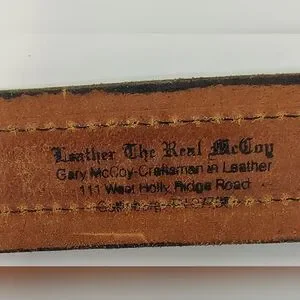 Leather The Real McCoy
Gary McCoy-Craftsman in Leather
111 West Holly Ridge Road